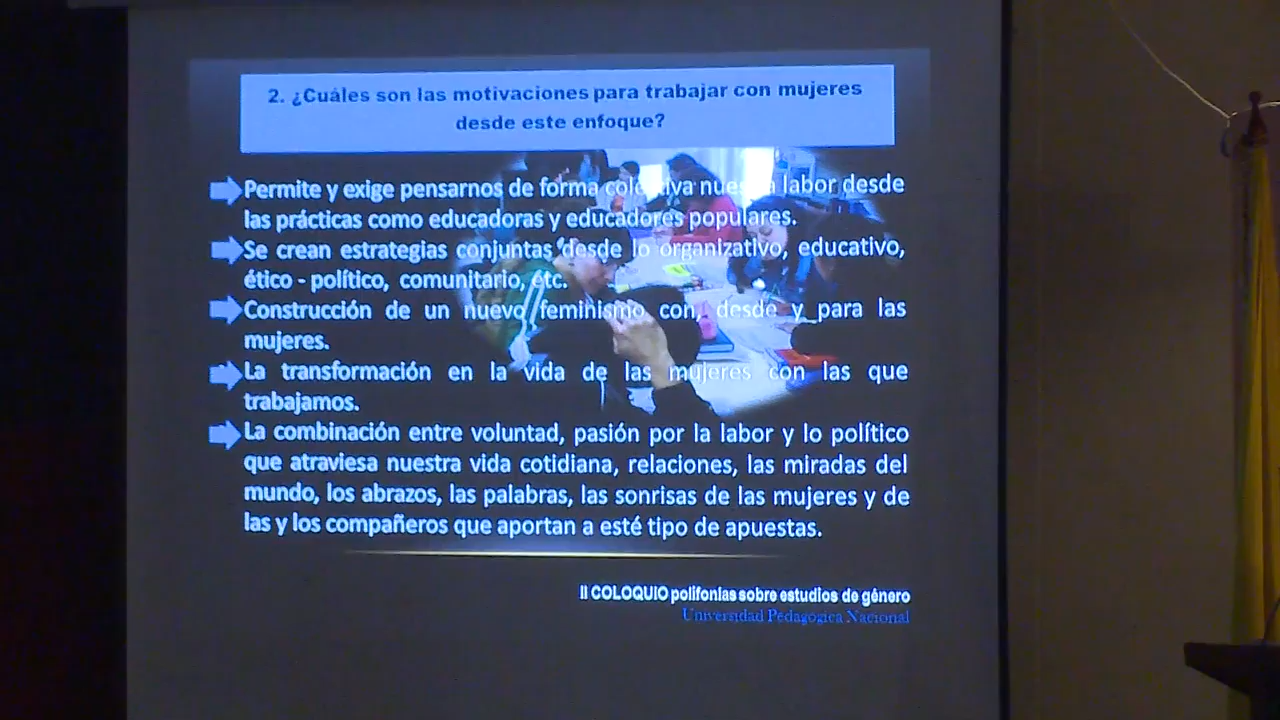 2. ¿Cuáles son las motivaciones para trabajar con mujeres
desde este enfoque?
Permite y exige pensarnos de forma colectiva nuestra labor desde
las prácticas como educadoras y educadores populares.
Se crean estrategias conjuntas desde lo organizativo, educativo,
ético - político, comunitario, etc.
Construcción de un nuevo feminismo con, desde y para las
mujeres.
La transformación en la vida de las mujeres con las que
trabajamos.
La combinación entre voluntad, pasión por la labor y lo político
que atraviesa nuestra vida cotidiana, relaciones, las miradas del
mundo, los abrazos, las palabras, las sonrisas de las mujeres y de
las y los compañeros que aportan a esté tipo de apuestas.
II COLOQUIO polifonías sobre estudios de género
Universidad Pedagógica Nacional